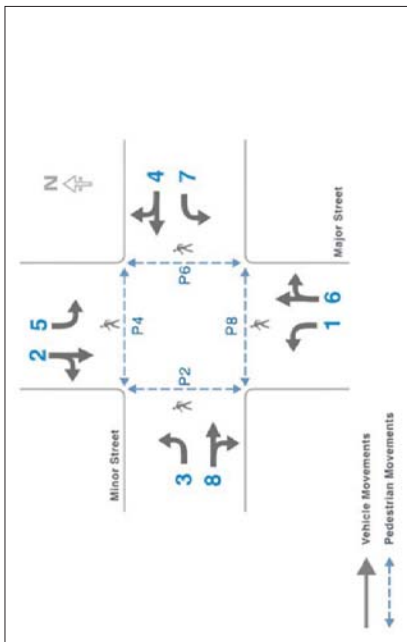 N
2
5
Minor Street
P4
4
3
P2
P6
7
8
P8
1
6
Major Street
Vehicle Movements
Pedestrian Movements